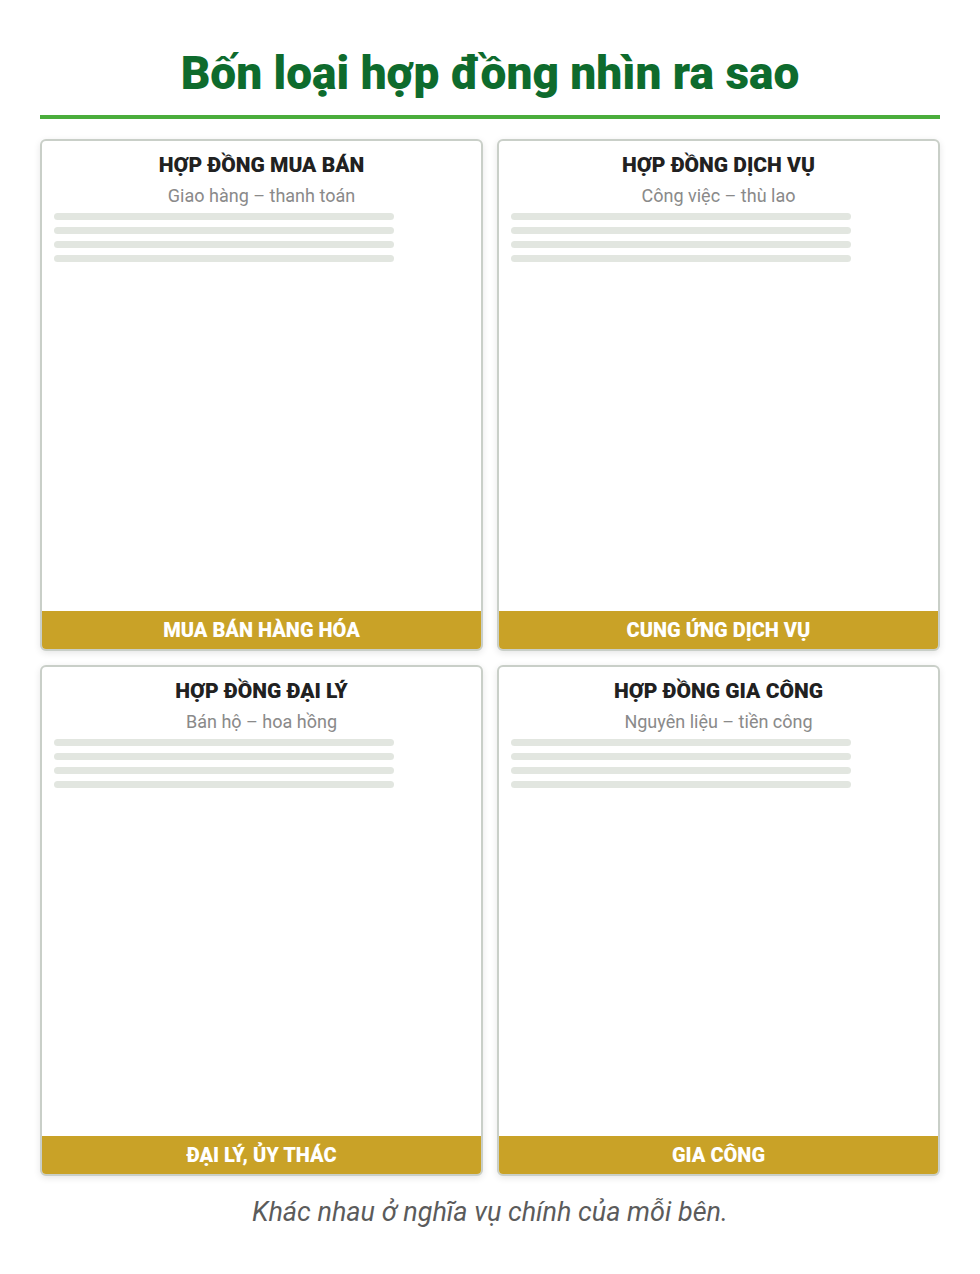 Bốn loại hợp đồng nhìn ra sao
HỢP ĐỒNG MUA BÁN
Giao hàng – thanh toán
MUA BÁN HÀNG HÓA
HỢP ĐỒNG DỊCH VỤ
Công việc – thù lao
CUNG ỨNG DỊCH VỤ
HỢP ĐỒNG ĐẠI LÝ
Bán hộ – hoa hồng
ĐẠI LÝ, ỦY THÁC
HỢP ĐỒNG GIA CÔNG
Nguyên liệu – tiền công
GIA CÔNG
Khác nhau ở nghĩa vụ chính của mỗi bên.